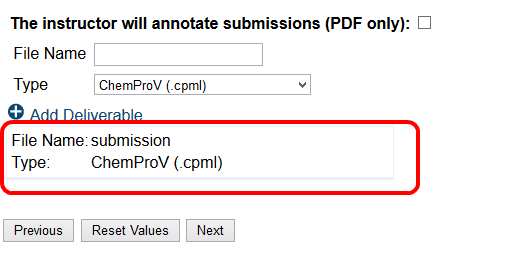 The instructor will annotate submissions (PDF only):
File Name
Type ChemProV (.cpml)
Add Deliverable
File Name: submission
Type: ChemProV (.cpml)
Previous Reset Values Next